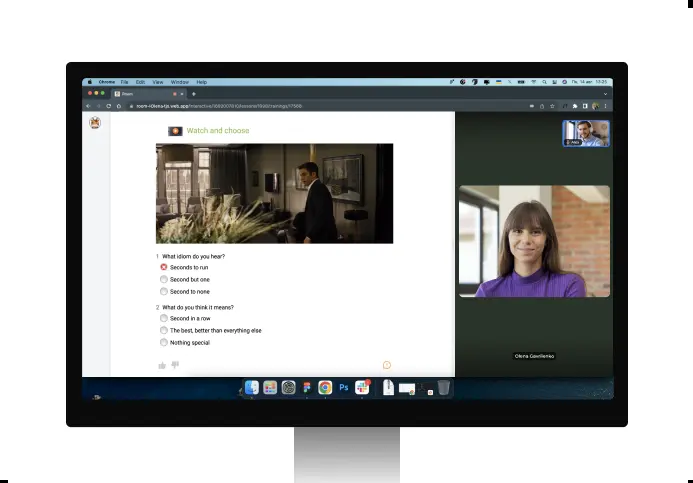 Chrome File Edit View Window Help
Room
Watch and choose
1 What idiom do you hear?
Seconds to run
Second but one
Second to none
2 What do you think it means?
Second in a row
The best, better than everything else
Nothing special
Olena Gavrilenko
Ps